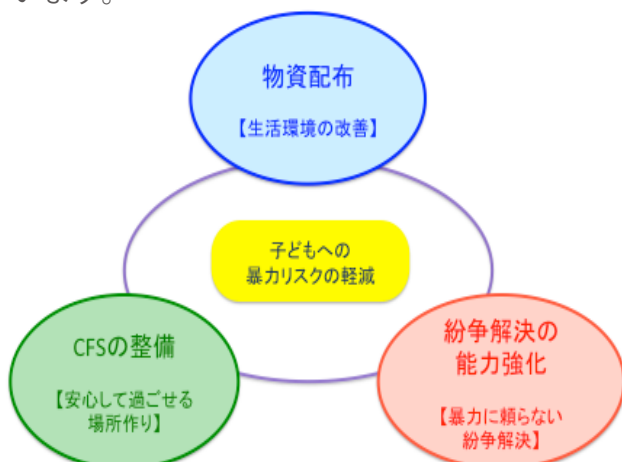 います。
物資配布
【生活環境の改善】
子どもへの
暴力リスクの軽減
CFSの整備
【安心して過ごせる
場所作り】
紛争解決の
能力強化
【暴力に頼らない
紛争解決】